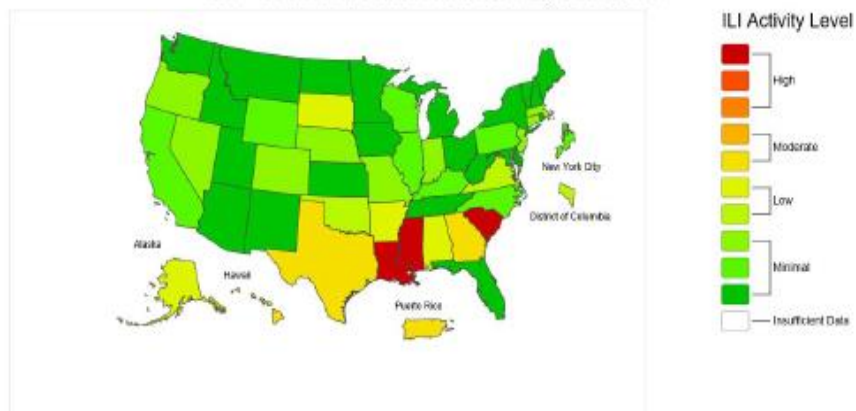 ILI Activity Level
High
Moderate
New York City
Low
District of Columbia
Alaska
Hawaii
Minimal
Puerto Rico
Insufficient Data